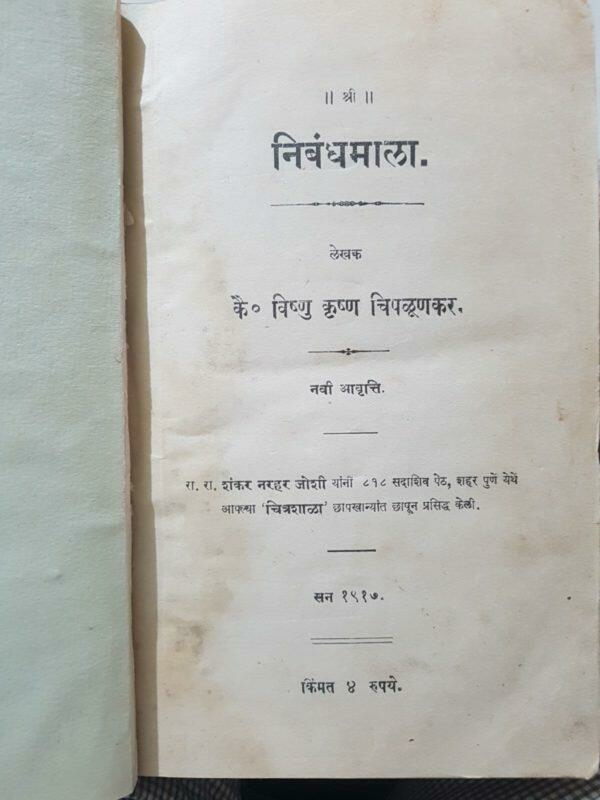 ॥ श्री ॥
निबंधमाला.
लेखक
कै० विष्णु कृष्ण चिपळूणकर.
नवी आवृत्ति.
रा. रा. शंकर नरहर जोशी यांनीं ८१८ सदाशिव पेठ, शहर पुणें येथें
आपल्या 'चित्रशाळा' छापखान्यांत छापून प्रसिद्ध केली.
सन १९१७.
किंमत ४ रुपये.